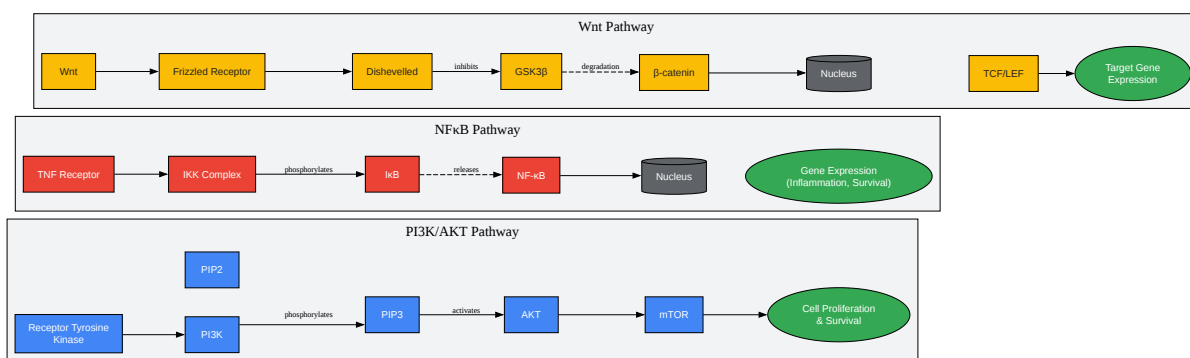 Wnt Pathway
Wnt
Frizzled Receptor
Dishevelled
inhibits
GSK3β
degradation
β-catenin
Nucleus
TCF/LEF
Target Gene
Expression
NFκB Pathway
TNF Receptor
IKK Complex
phosphorylates
IκB
releases
NF-κB
Nucleus
Gene Expression
(Inflammation, Survival)
PI3K/AKT Pathway
PIP2
Receptor Tyrosine
Kinase
PI3K
phosphorylates
PIP3
activates
AKT
mTOR
Cell Proliferation
& Survival